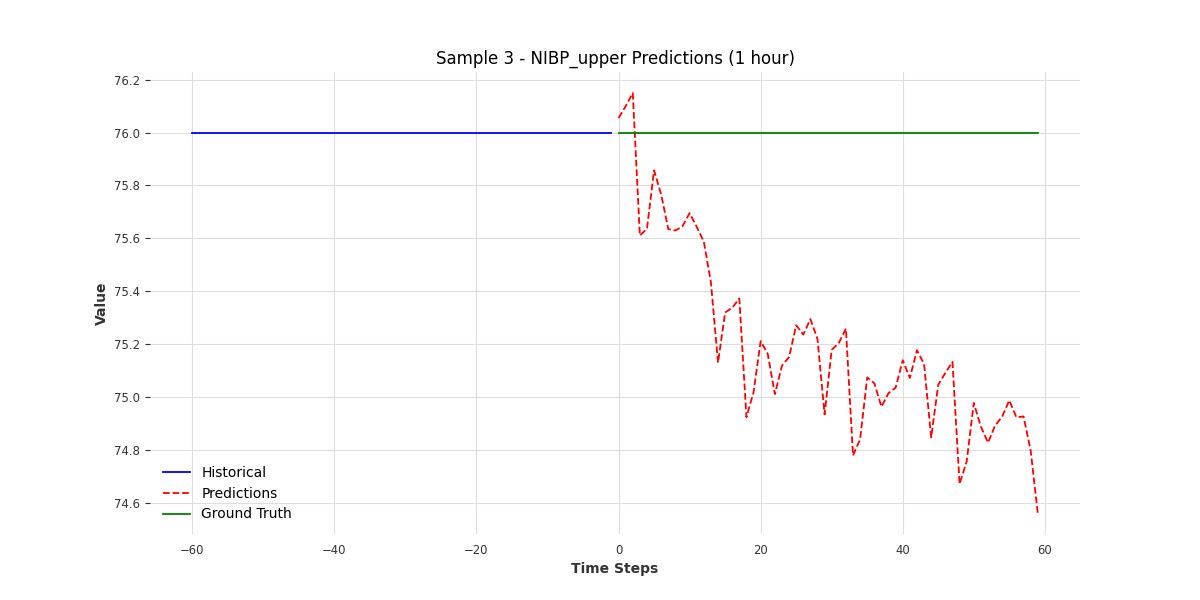 Sample 3 - NIBP_upper Predictions (1 hour)
76.2
76.0
75.8
75.6
75.4
75.2
75.0
74.8
74.6
Value
Historical
Predictions
Ground Truth
−60
−40
−20
0
20
40
60
Time Steps